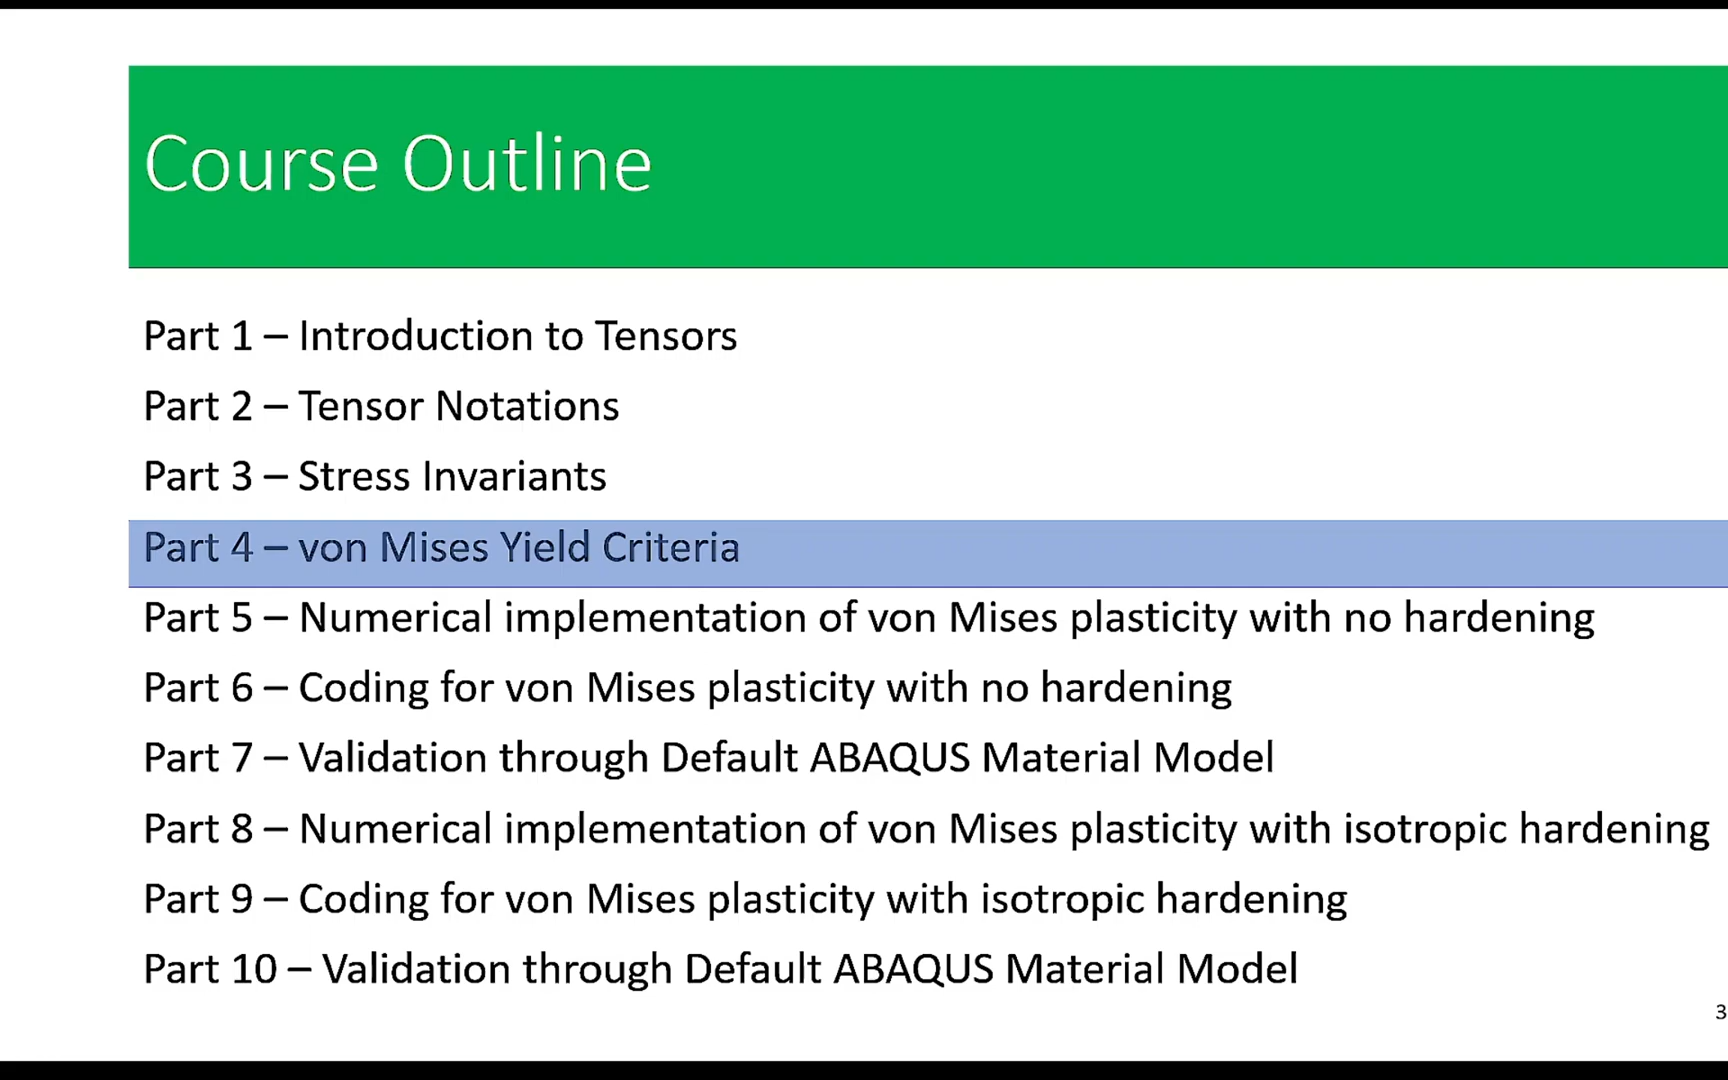 Course Outline
Part 1 – Introduction to Tensors
Part 2 – Tensor Notations
Part 3 – Stress Invariants
Part 4 – von Mises Yield Criteria
Part 5 – Numerical implementation of von Mises plasticity with no hardening
Part 6 – Coding for von Mises plasticity with no hardening
Part 7 – Validation through Default ABAQUS Material Model
Part 8 – Numerical implementation of von Mises plasticity with isotropic hardening
Part 9 – Coding for von Mises plasticity with isotropic hardening
Part 10 – Validation through Default ABAQUS Material Model
3